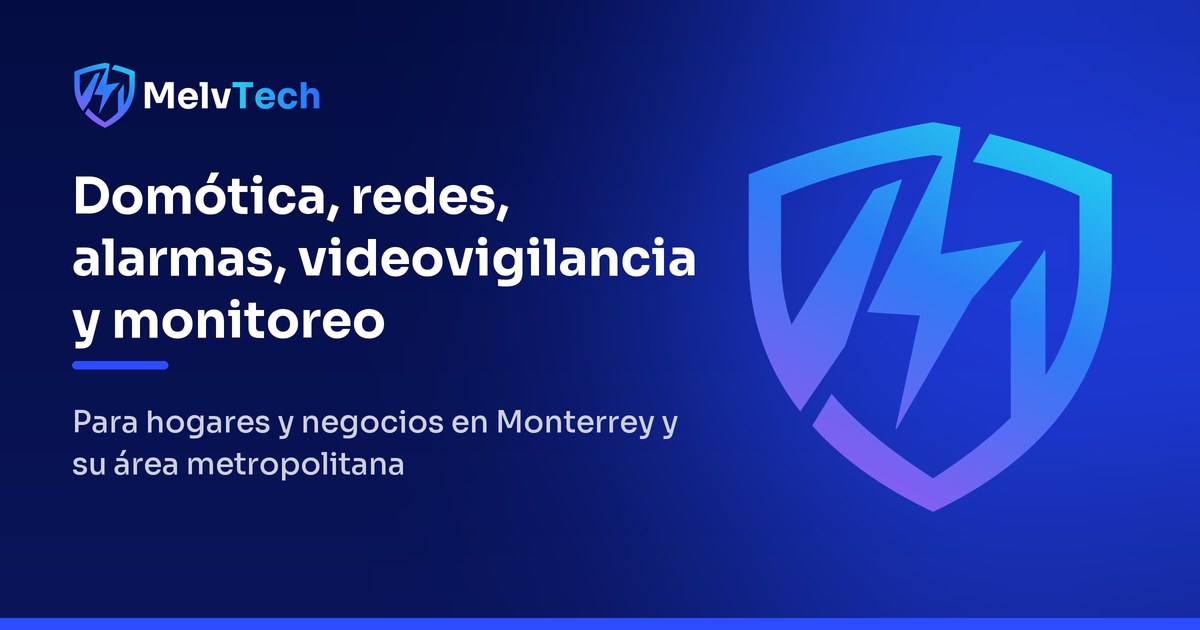 MelvTech
Domótica, redes,
alarmas, videovigilancia
y monitoreo
Para hogares y negocios en Monterrey y
su área metropolitana